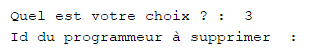 Quel est votre choix ? :  3
Id du programmeur à supprimer  :